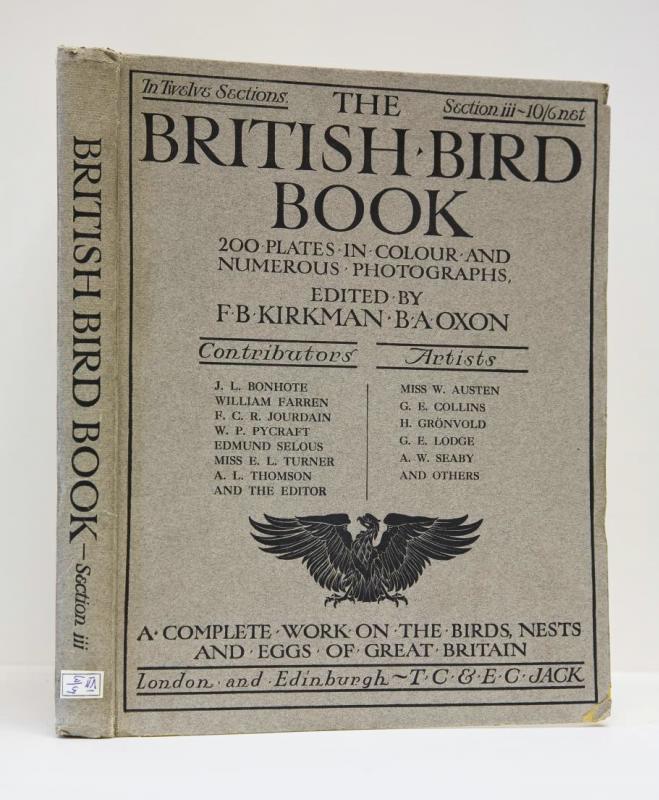 In Twelve Sections.
Section iii~10/6 net
THE
BRITISH·BIRD
BOOK
200·PLATES·IN·COLOUR·AND
NUMEROUS·PHOTOGRAPHS,
EDITED·BY
F·B·KIRKMAN·B·A·OXON
Contributors
J. L. BONHOTE
WILLIAM FARREN
F. C. R. JOURDAIN
W. P. PYCRAFT
EDMUND SELOUS
MISS E. L. TURNER
A. L. THOMSON
AND THE EDITOR
Artists
MISS W. AUSTEN
G. E. COLLINS
H. GRÖNVOLD
G. E. LODGE
A. W. SEABY
AND OTHERS
A·COMPLETE·WORK·ON·THE·BIRDS, NESTS
AND·EGGS·OF·GREAT·BRITAIN
London·and·Edinburgh~T·C·&·E·C·JACK
BRITISH BIRD BOOK–Section iii